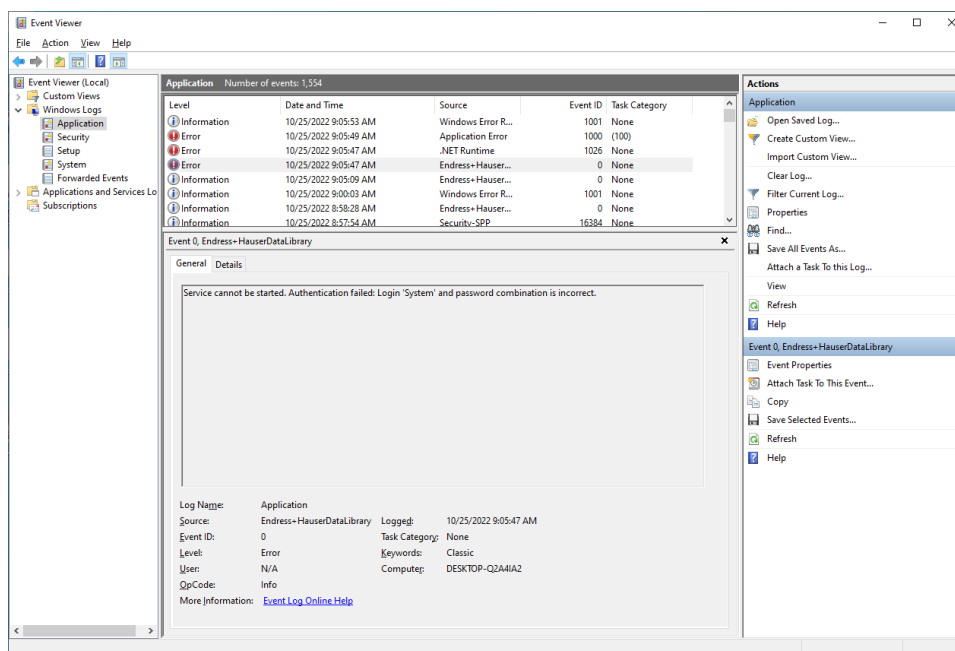 Event Viewer
File Action View Help
Event Viewer (Local)
Custom Views
Windows Logs
Application
Security
Setup
System
Forwarded Events
Applications and Services Lo
Subscriptions
Application Number of events: 1,554
Level Date and Time Source Event ID Task Category
Information 10/25/2022 9:05:53 AM Windows Error R... 1001 None
Error 10/25/2022 9:05:49 AM Application Error 1000 (100)
Error 10/25/2022 9:05:47 AM .NET Runtime 1026 None
Error 10/25/2022 9:05:47 AM Endress+Hauser... 0 None
Information 10/25/2022 9:05:09 AM Endress+Hauser... 0 None
Information 10/25/2022 9:00:03 AM Windows Error R... 1001 None
Information 10/25/2022 8:58:28 AM Endress+Hauser... 0 None
Information 10/25/2022 8:57:54 AM Security-SPP 16384 None
Event 0, Endress+HauserDataLibrary
General Details
Service cannot be started. Authentication failed: Login 'System' and password combination is incorrect.
Log Name: Application
Source: Endress+HauserDataLibrary Logged: 10/25/2022 9:05:47 AM
Event ID: 0 Task Category: None
Level: Error Keywords: Classic
User: N/A Computer: DESKTOP-Q2A4IA2
OpCode: Info
More Information: Event Log Online Help
Actions
Application
Open Saved Log...
Create Custom View...
Import Custom View...
Clear Log...
Filter Current Log...
Properties
Find...
Save All Events As...
Attach a Task To this Log...
View
Refresh
Help
Event 0, Endress+HauserDataLibrary
Event Properties
Attach Task To This Event...
Copy
Save Selected Events...
Refresh
Help